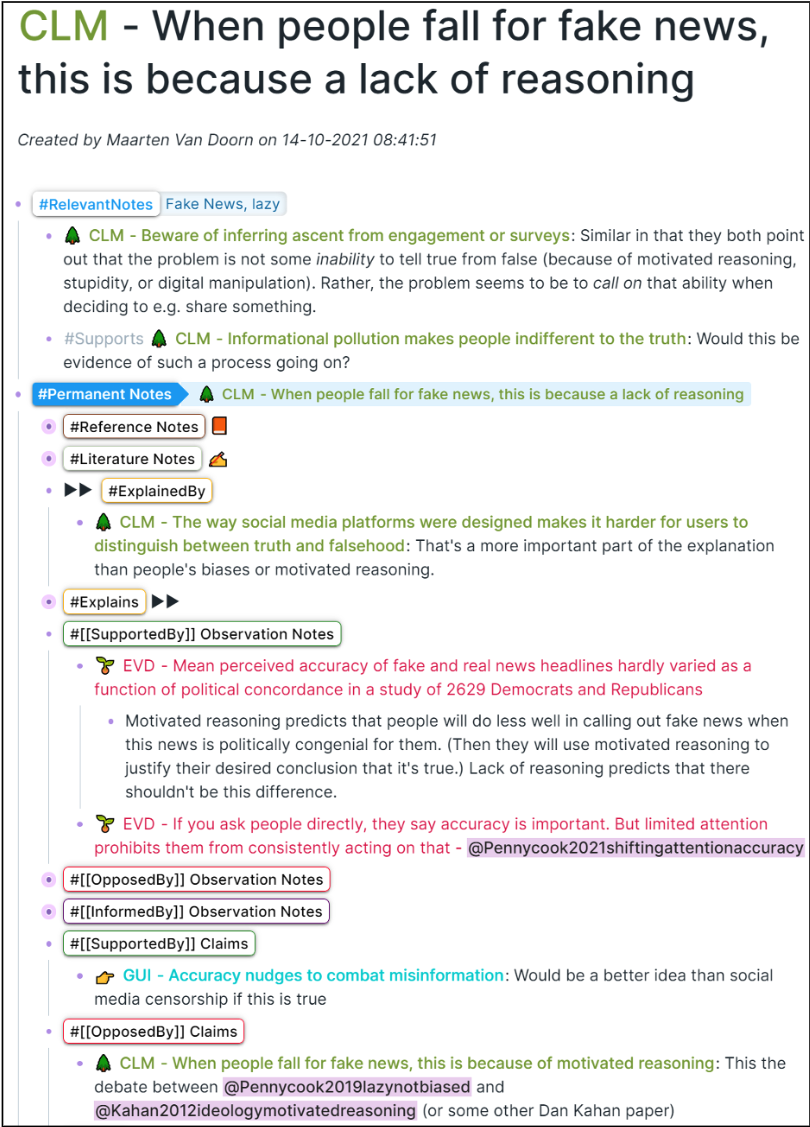 CLM - When people fall for fake news,
this is because a lack of reasoning
Created by Maarten Van Doorn on 14-10-2021 08:41:51
#RelevantNotes Fake News, lazy
CLM - Beware of inferring ascent from engagement or surveys: Similar in that they both point
out that the problem is not some inability to tell true from false (because of motivated reasoning,
stupidity, or digital manipulation). Rather, the problem seems to be to call on that ability when
deciding to e.g. share something.
#Supports CLM - Informational pollution makes people indifferent to the truth: Would this be
evidence of such a process going on?
#Permanent Notes CLM - When people fall for fake news, this is because a lack of reasoning
#Reference Notes
#Literature Notes
#ExplainedBy
CLM - The way social media platforms were designed makes it harder for users to
distinguish between truth and falsehood: That's a more important part of the explanation
than people's biases or motivated reasoning.
#Explains
#[[SupportedBy]] Observation Notes
EVD - Mean perceived accuracy of fake and real news headlines hardly varied as a
function of political concordance in a study of 2629 Democrats and Republicans
Motivated reasoning predicts that people will do less well in calling out fake news when
this news is politically congenial for them. (Then they will use motivated reasoning to
justify their desired conclusion that it's true.) Lack of reasoning predicts that there
shouldn't be this difference.
EVD - If you ask people directly, they say accuracy is important. But limited attention
prohibits them from consistently acting on that - @Pennycook2021shiftingattentionaccuracy
#[[OpposedBy]] Observation Notes
#[[InformedBy]] Observation Notes
#[[SupportedBy]] Claims
GUI - Accuracy nudges to combat misinformation: Would be a better idea than social
media censorship if this is true
#[[OpposedBy]] Claims
CLM - When people fall for fake news, this is because of motivated reasoning: This the
debate between @Pennycook2019lazynotbiased and
@Kahan2012ideologymotivatedreasoning (or some other Dan Kahan paper)